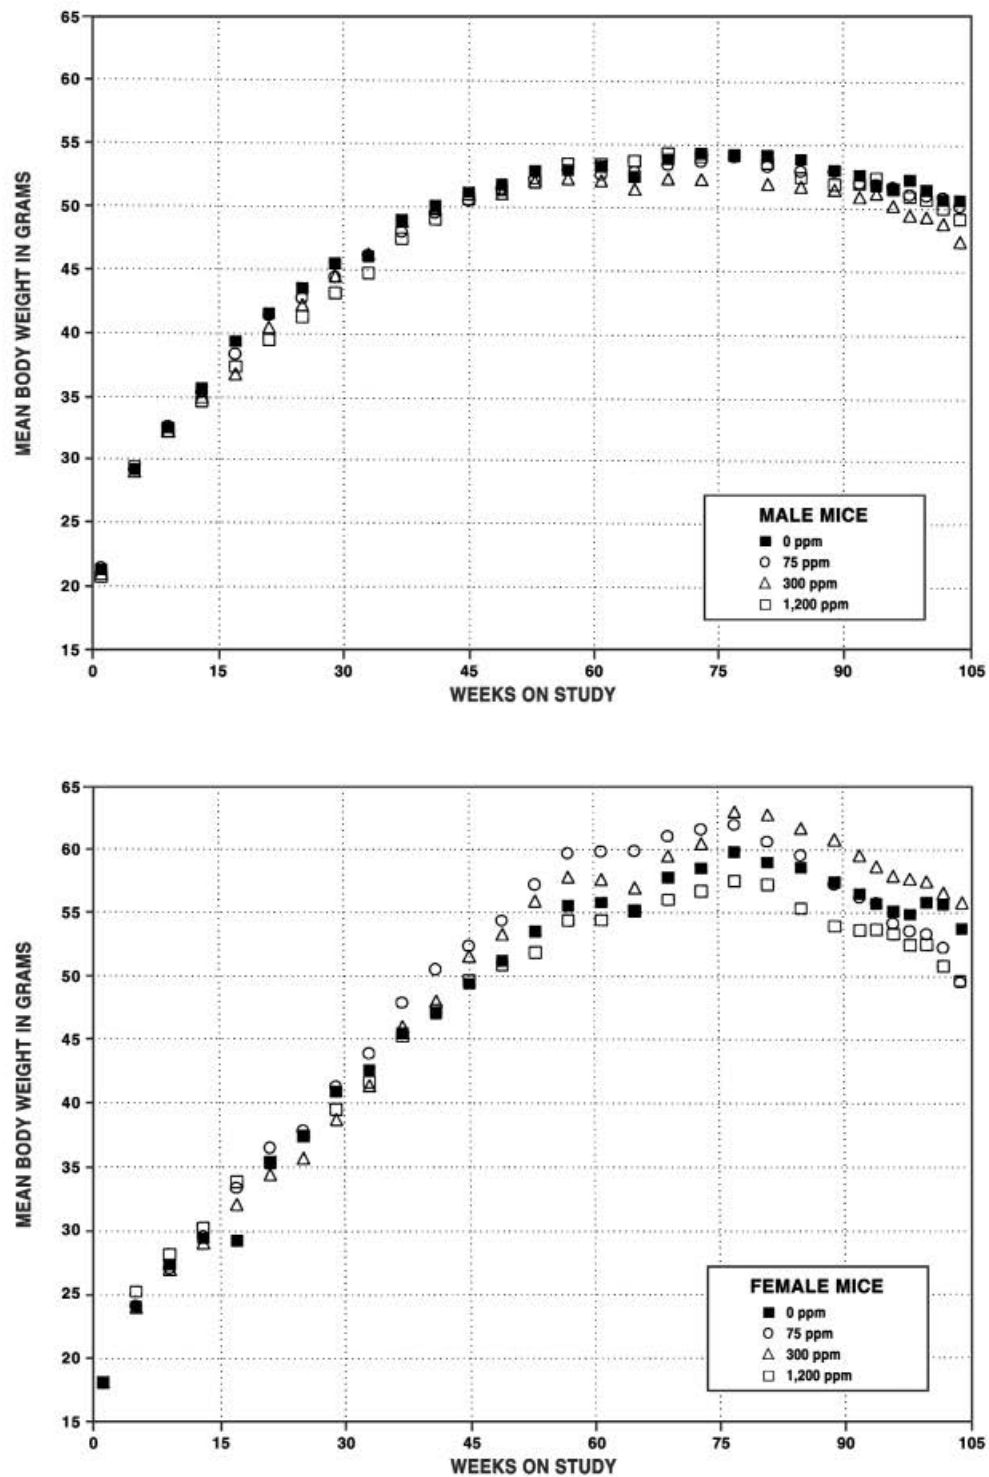 65
60
55
50
45
40
35
30
25
20
15
MEAN BODY WEIGHT IN GRAMS
MALE MICE
0 ppm
75 ppm
300 ppm
1,200 ppm
0 15 30 45 60 75 90 105
WEEKS ON STUDY
65
60
55
50
45
40
35
30
25
20
15
MEAN BODY WEIGHT IN GRAMS
FEMALE MICE
0 ppm
75 ppm
300 ppm
1,200 ppm
0 15 30 45 60 75 90 105
WEEKS ON STUDY